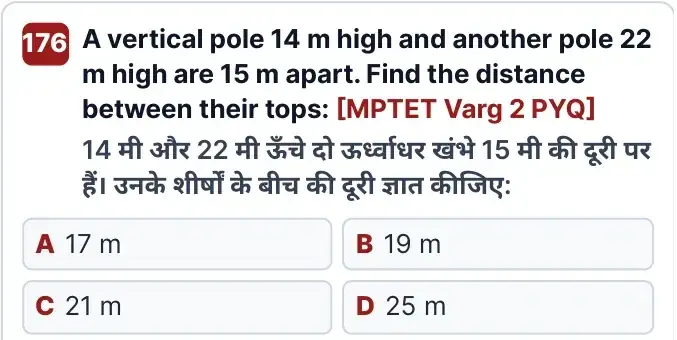 176 A vertical pole 14 m high and another pole 22
m high are 15 m apart. Find the distance
between their tops: [MPTET Varg 2 PYQ]
14 मी और 22 मी ऊँचे दो ऊर्ध्वाधर खंभे 15 मी की दूरी पर
हैं। उनके शीर्षों के बीच की दूरी ज्ञात कीजिए:
A 17 m
B 19 m
C 21 m
D 25 m